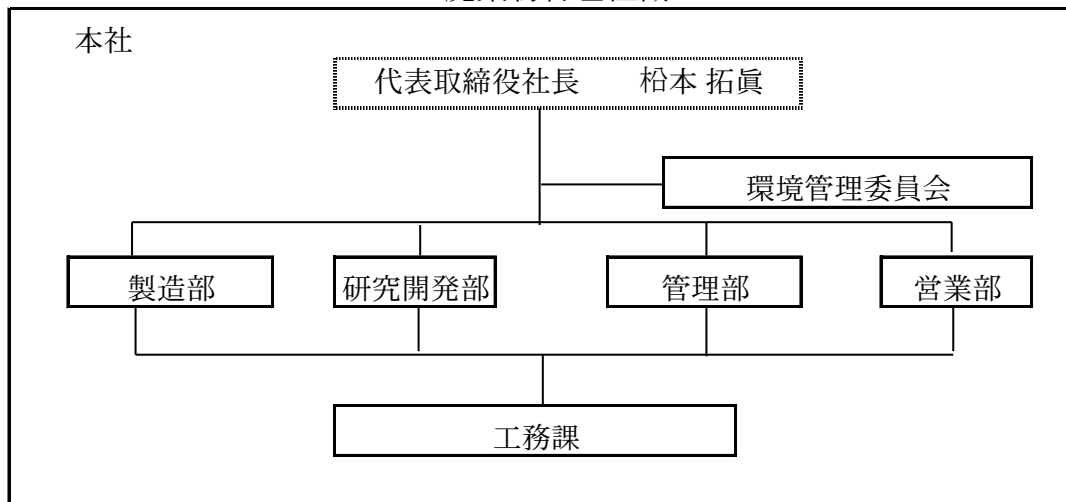 本社
代表取締役社長　　枱本 拓眞
環境管理委員会
製造部　研究開発部　管理部　営業部
工務課